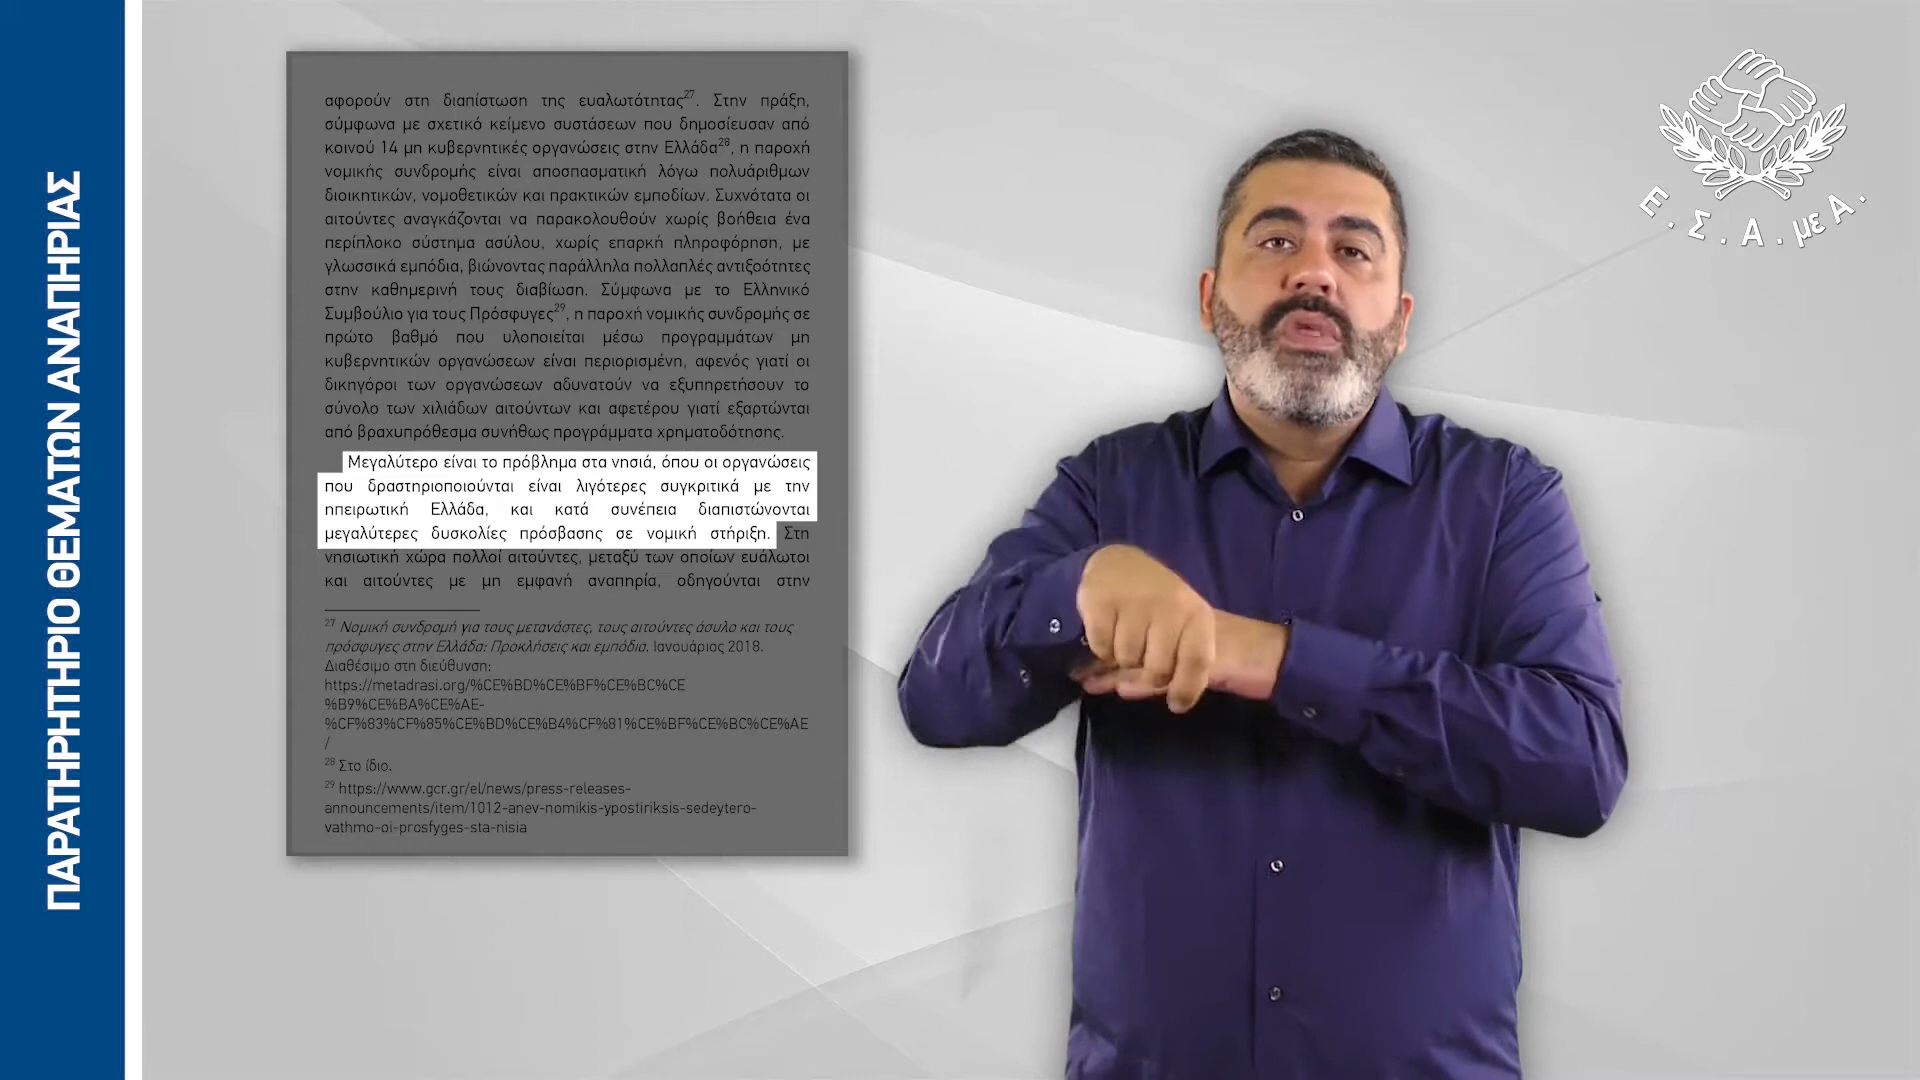 ΠΑΡΑΤΗΡΗΤΗΡΙΟ ΘΕΜΑΤΩΝ ΑΝΑΠΗΡΙΑΣ
αφορούν στη διαπίστωση της ευαλωτότητας27. Στην πράξη,
σύμφωνα με σχετικό κείμενο συστάσεων που δημοσίευσαν από
κοινού 14 μη κυβερνητικές οργανώσεις στην Ελλάδα28, η παροχή
νομικής συνδρομής είναι αποσπασματική λόγω πολυάριθμων
διοικητικών, νομοθετικών και πρακτικών εμποδίων. Συχνότατα οι
αιτούντες αναγκάζονται να παρακολουθούν χωρίς βοήθεια ένα
περίπλοκο σύστημα ασύλου, χωρίς επαρκή πληροφόρηση, με
γλωσσικά εμπόδια, βιώνοντας παράλληλα πολλαπλές αντιξοότητες
στην καθημερινή τους διαβίωση. Σύμφωνα με το Ελληνικό
Συμβούλιο για τους Πρόσφυγες29, η παροχή νομικής συνδρομής σε
πρώτο βαθμό που υλοποιείται μέσω προγραμμάτων μη
κυβερνητικών οργανώσεων είναι περιορισμένη, αφενός γιατί οι
δικηγόροι των οργανώσεων αδυνατούν να εξυπηρετήσουν το
σύνολο των χιλιάδων αιτούντων και αφετέρου γιατί εξαρτώνται
από βραχυπρόθεσμα συνήθως προγράμματα χρηματοδότησης.
Μεγαλύτερο είναι το πρόβλημα στα νησιά, όπου οι οργανώσεις
που δραστηριοποιούνται είναι λιγότερες συγκριτικά με την
ηπειρωτική Ελλάδα, και κατά συνέπεια διαπιστώνονται
μεγαλύτερες δυσκολίες πρόσβασης σε νομική στήριξη. Στη
νησιωτική χώρα πολλοί αιτούντες, μεταξύ των οποίων ευάλωτοι
και αιτούντες με μη εμφανή αναπηρία, οδηγούνται στην
27 Νομική συνδρομή για τους μετανάστες, τους αιτούντες άσυλο και τους
πρόσφυγες στην Ελλάδα: Προκλήσεις και εμπόδια. Ιανουάριος 2018.
Διαθέσιμο στη διεύθυνση:
https://metadrasi.org/%CE%BD%CE%BF%CE%BC%CE
%B9%CE%BA%CE%AE-
%CF%83%CF%85%CE%BD%CE%B4%CF%81%CE%BF%CE%BC%CE%AE
/
28 Στο ίδιο.
29 https://www.gcr.gr/el/news/press-releases-
announcements/item/1012-anev-nomikis-ypostiriksis-sedeytero-
vathmo-oi-prosfyges-sta-nisia
Ε.Σ.Α.μεΑ.